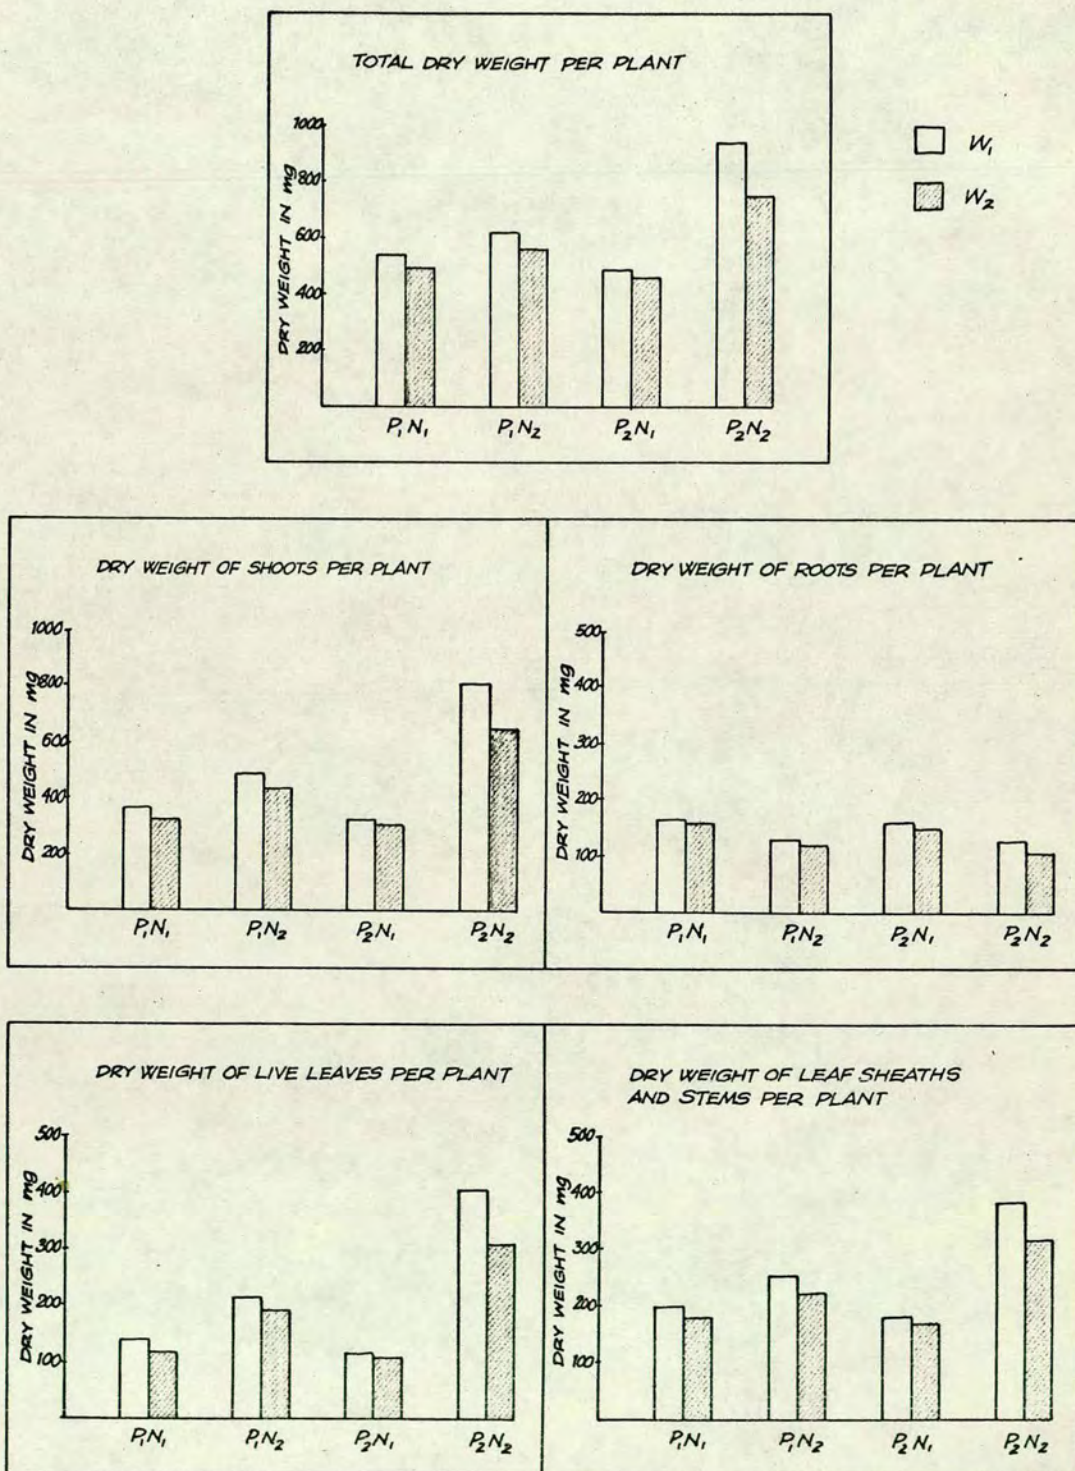 TOTAL DRY WEIGHT PER PLANT
DRY WEIGHT IN mg
1000
800
600
400
200
P₁N₁ P₁N₂ P₂N₁ P₂N₂
W₁
W₂
DRY WEIGHT OF SHOOTS PER PLANT
DRY WEIGHT IN mg
1000
800
600
400
200
P₁N₁ P₁N₂ P₂N₁ P₂N₂
DRY WEIGHT OF ROOTS PER PLANT
DRY WEIGHT IN mg
500
400
300
200
100
P₁N₁ P₁N₂ P₂N₁ P₂N₂
DRY WEIGHT OF LIVE LEAVES PER PLANT
DRY WEIGHT IN mg
500
400
300
200
100
P₁N₁ P₁N₂ P₂N₁ P₂N₂
DRY WEIGHT OF LEAF SHEATHS
AND STEMS PER PLANT
DRY WEIGHT IN mg
500
400
300
200
100
P₁N₁ P₁N₂ P₂N₁ P₂N₂